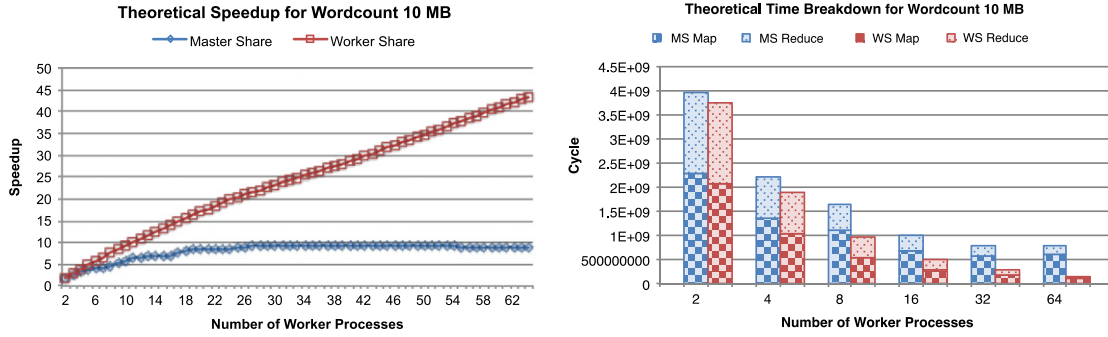 Theoretical Speedup for Wordcount 10 MB
Master Share Worker Share
50
45
40
35
30
25
20
15
10
5
0
Speedup
2 6 10 14 18 22 26 30 34 38 42 46 50 54 58 62
Number of Worker Processes
Theoretical Time Breakdown for Wordcount 10 MB
MS Map MS Reduce WS Map WS Reduce
4.5E+09
4E+09
3.5E+09
3E+09
2.5E+09
2E+09
1.5E+09
1E+09
500000000
0
Cycle
2 4 8 16 32 64
Number of Worker Processes